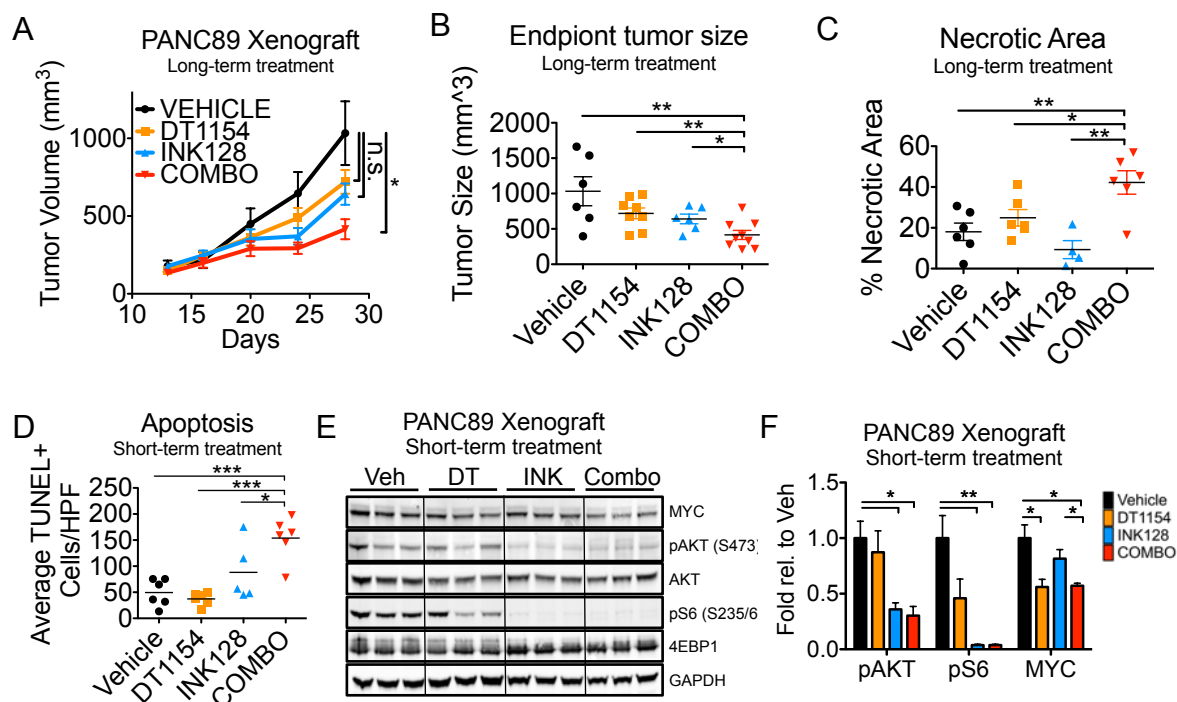 A
PANC89 Xenograft
Long-term treatment
Tumor Volume (mm3)
1000
500
0
VEHICLE
DT1154
INK128
COMBO
n.s.
*
10 15 20 25 30
Days
B
Endpiont tumor size
Long-term treatment
**
**
*
Tumor Size (mm^3)
2000
1500
1000
500
0
Vehicle
DT1154
INK128
COMBO
C
Necrotic Area
Long-term treatment
**
*
**
% Necrotic Area
60
40
20
0
Vehicle
DT1154
INK128
COMBO
D
Apoptosis
Short-term treatment
***
***
*
Average TUNEL+
Cells/HPF
250
200
150
100
50
0
Vehicle
DT1154
INK128
COMBO
E
PANC89 Xenograft
Short-term treatment
Veh DT INK Combo
MYC
pAKT (S473)
AKT
pS6 (S235/6
4EBP1
GAPDH
F
PANC89 Xenograft
Short-term treatment
Fold rel. to Veh
1.5
1.0
0.5
0.0
* ** * * *
pAKT pS6 MYC
Vehicle
DT1154
INK128
COMBO